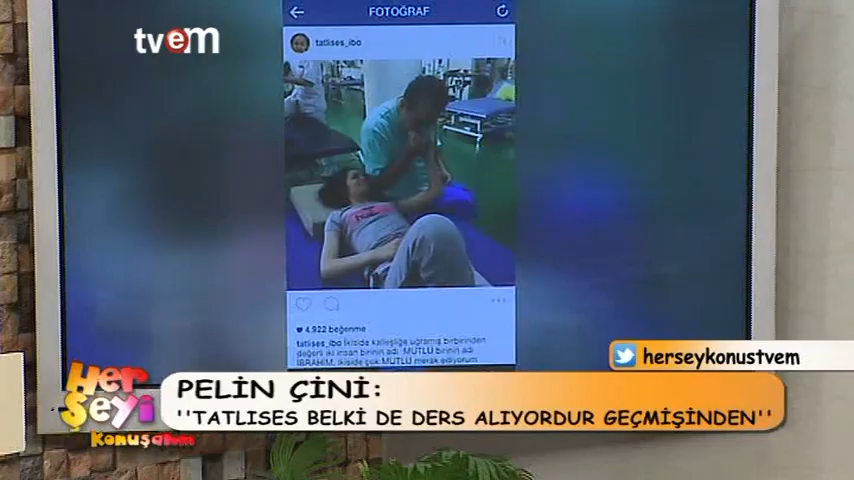 tvem
FOTOĞRAF
tatlises_ibo
4,922 beğenme
tatlises_ibo İkiside kalleşliğe uğramış birbirinden
değerli iki insan birinin adı MUTLU birinin adı
İBRAHİM, ikiside çok MUTLU merak ediyorum
herseykonustvem
Her Şeyi Konuşalım
PELİN ÇİNİ:
''TATLISES BELKİ DE DERS ALIYORDUR GEÇMİŞİNDEN''